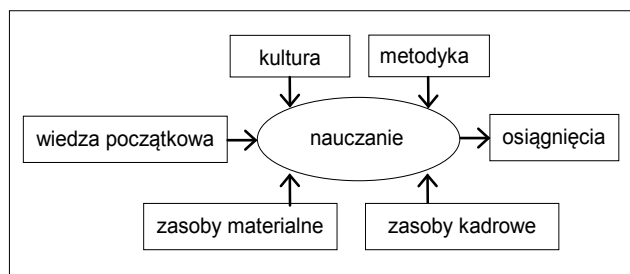 kultura
metodyka
wiedza początkowa
nauczanie
osiągnięcia
zasoby materialne
zasoby kadrowe